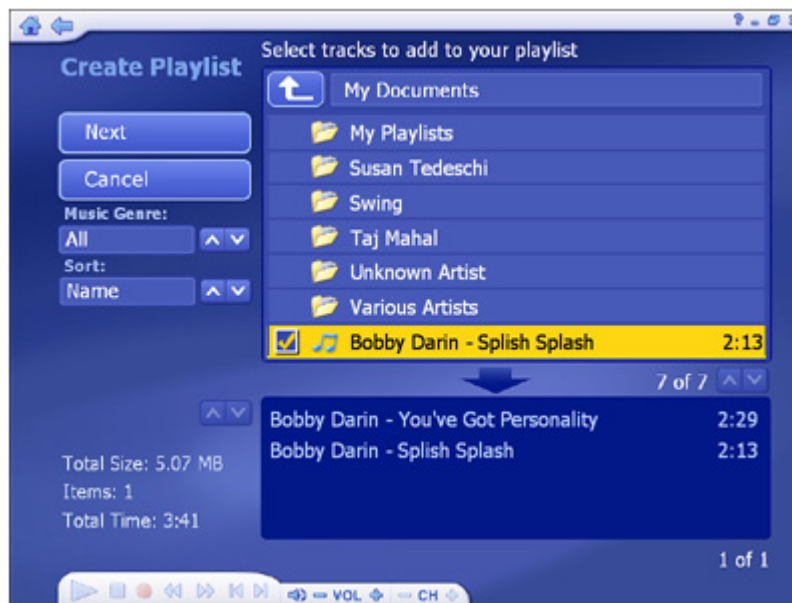 ?
Create Playlist
Select tracks to add to your playlist
My Documents
Next
Cancel
Music Genre:
All
Sort:
Name
My Playlists
Susan Tedeschi
Swing
Taj Mahal
Unknown Artist
Various Artists
Bobby Darin - Splish Splash 2:13
7 of 7
Bobby Darin - You've Got Personality 2:29
Bobby Darin - Splish Splash 2:13
Total Size: 5.07 MB
Items: 1
Total Time: 3:41
1 of 1
VOL CH